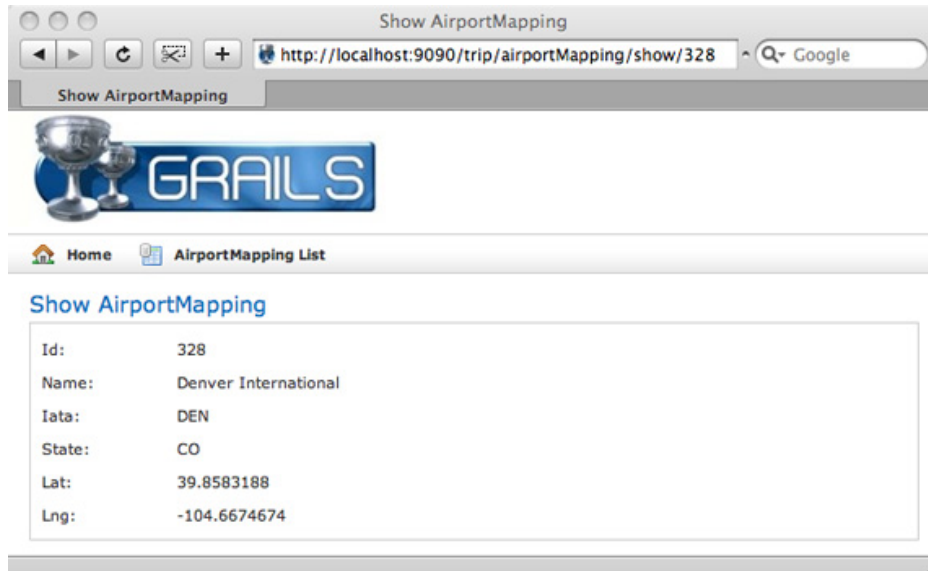 Show AirportMapping
http://localhost:9090/trip/airportMapping/show/328 Google
Show AirportMapping
GRAILS
Home AirportMapping List
Show AirportMapping
Id: 328
Name: Denver International
Iata: DEN
State: CO
Lat: 39.8583188
Lng: -104.6674674